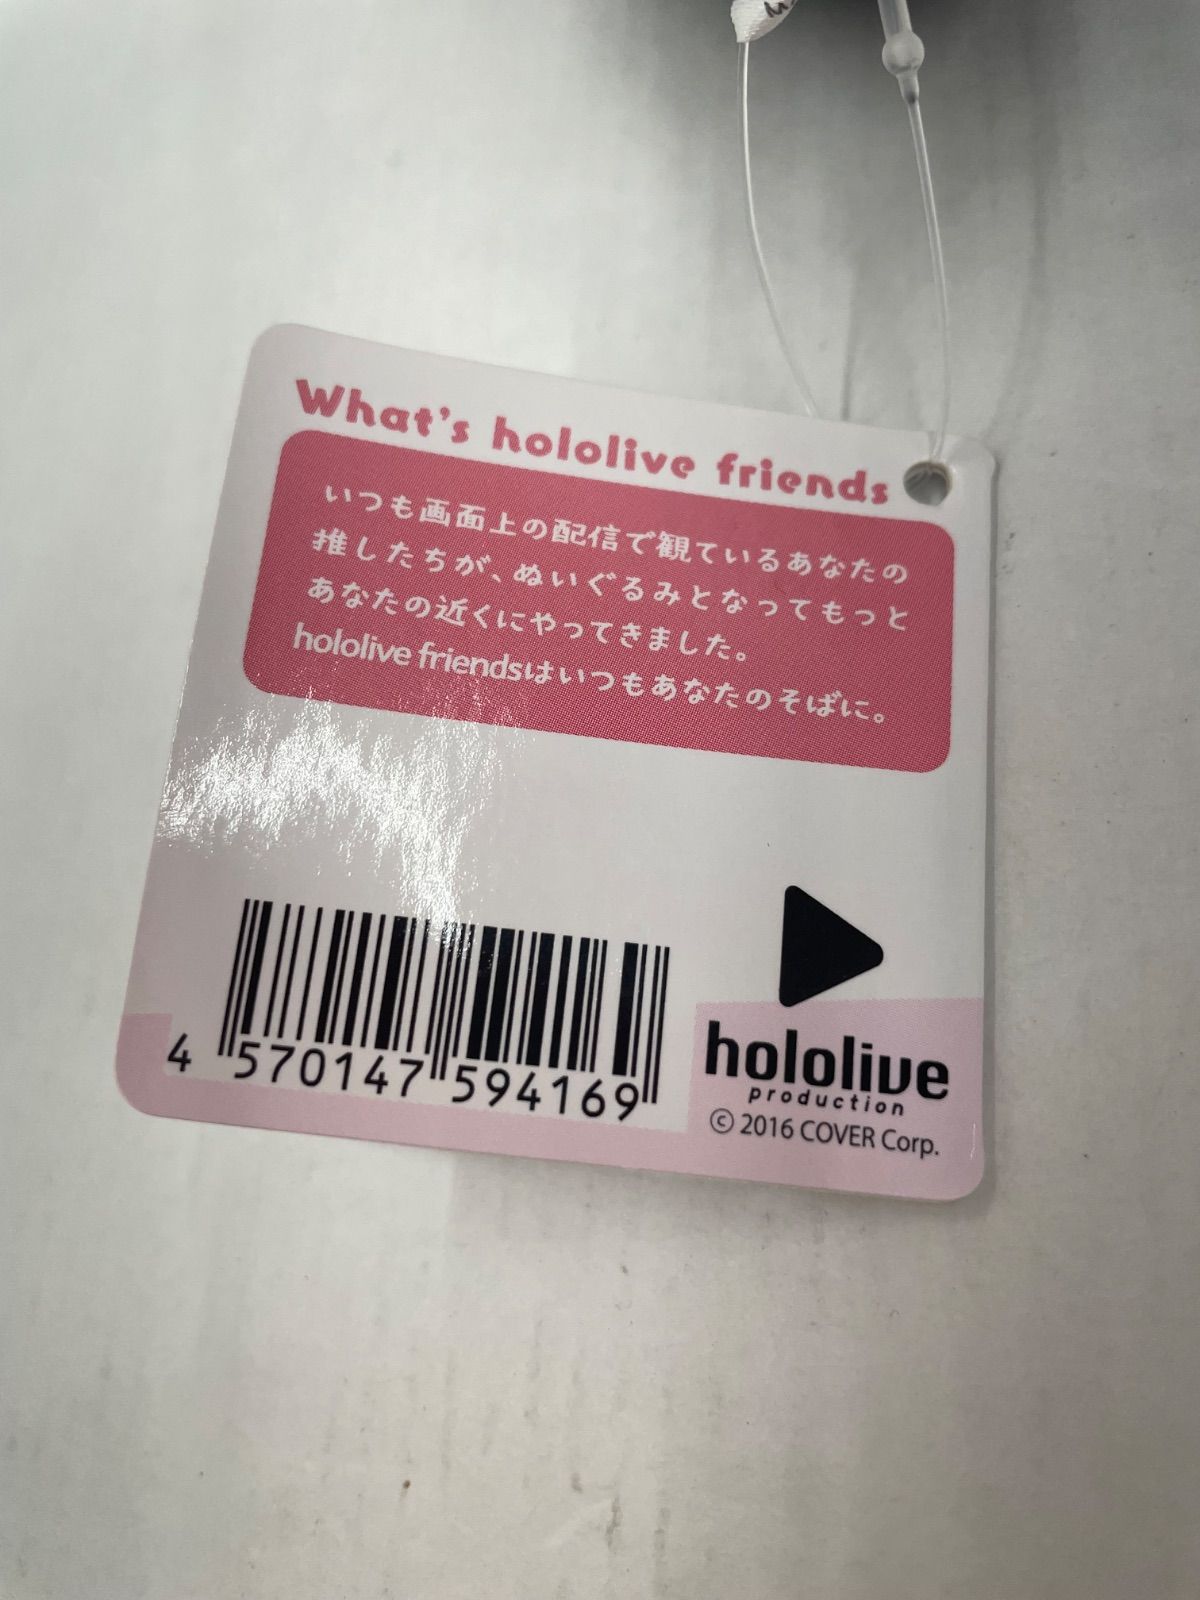 What's hololive friends
いつも画面上の配信で観ているあなたの
推したちが、ぬいぐるみとなってもっと
あなたの近くにやってきました。
hololive friendsはいつもあなたのそばに。
4 570147 594169
hololive
production
© 2016 COVER Corp.